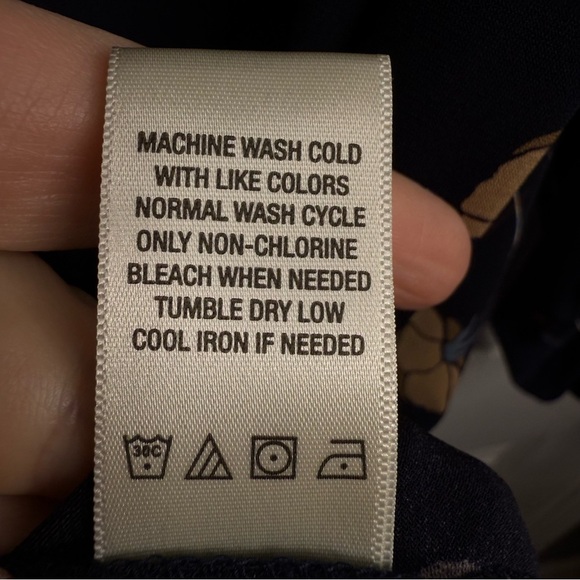 MACHINE WASH COLD
WITH LIKE COLORS
NORMAL WASH CYCLE
ONLY NON-CHLORINE
BLEACH WHEN NEEDED
TUMBLE DRY LOW
COOL IRON IF NEEDED
30C